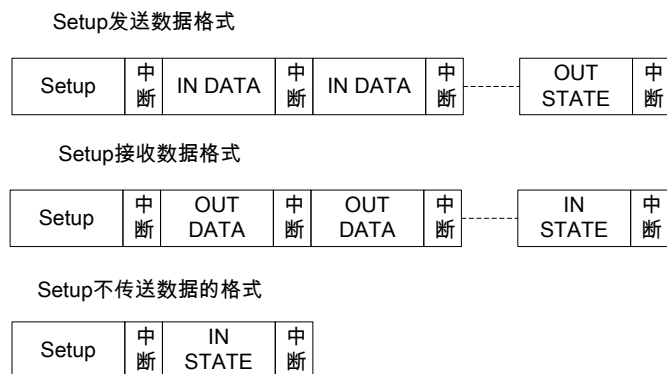 Setup发送数据格式
Setup 中断 IN DATA 中断 IN DATA 中断 OUT STATE 中断
Setup接收数据格式
Setup 中断 OUT DATA 中断 OUT DATA 中断 IN STATE 中断
Setup不传送数据的格式
Setup 中断 IN STATE 中断